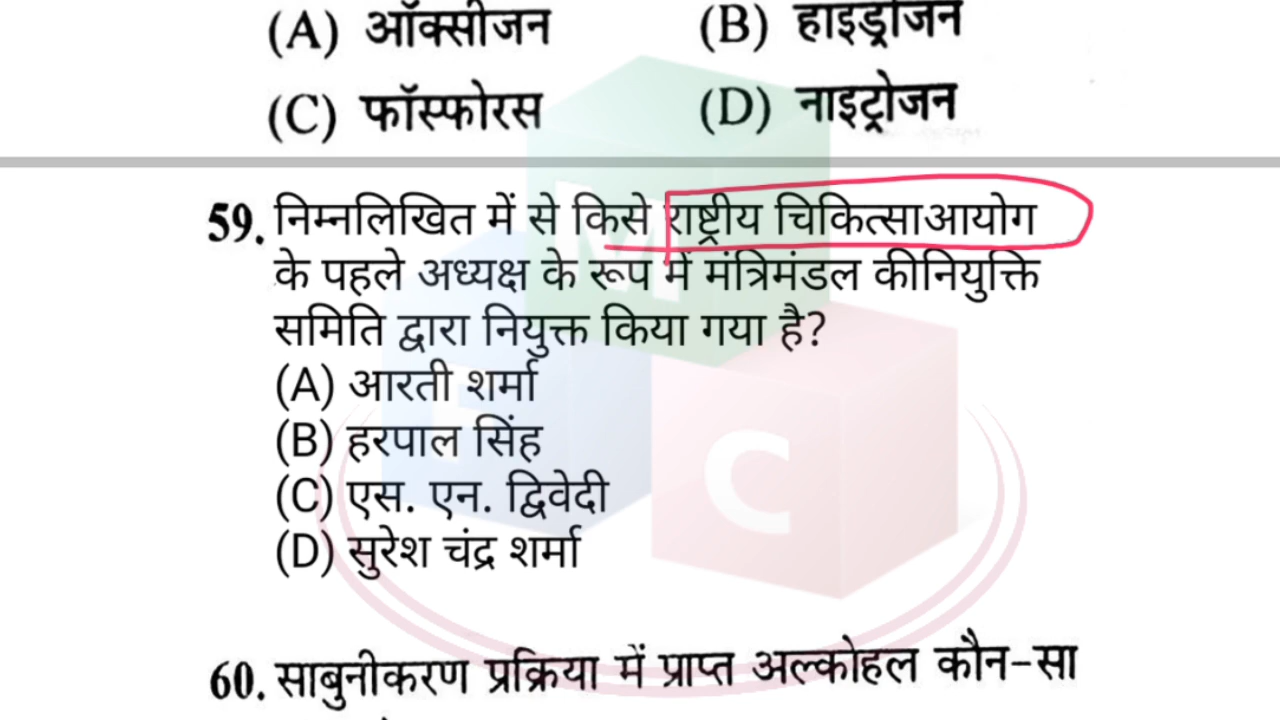 (A) ऑक्सीजन (B) हाइड्रोजन
(C) फॉस्फोरस (D) नाइट्रोजन
59. निम्नलिखित में से किसे राष्ट्रीय चिकित्साआयोग
के पहले अध्यक्ष के रूप में मंत्रिमंडल कीनियुक्ति
समिति द्वारा नियुक्त किया गया है?
(A) आरती शर्मा
(B) हरपाल सिंह
(C) एस. एन. द्विवेदी
(D) सुरेश चंद्र शर्मा
M
E
C
60. साबुनीकरण प्रक्रिया में प्राप्त अल्कोहल कौन-सा